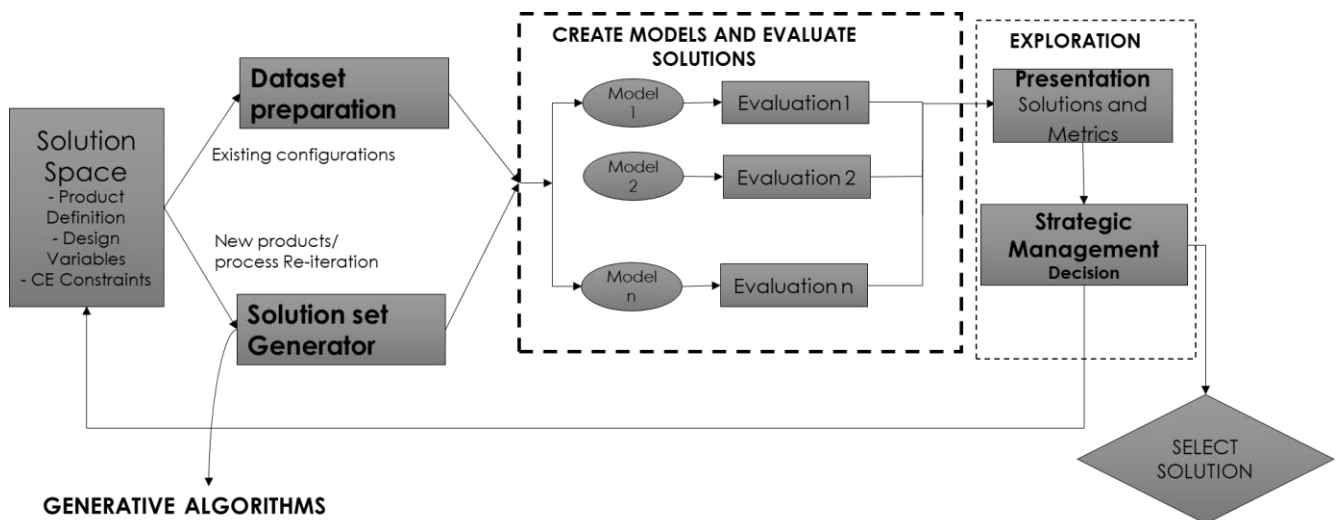 Solution
Space
- Product
Definition
- Design
Variables
- CE Constraints
Dataset
preparation
Existing configurations
New products/
process Re-iteration
Solution set
Generator
GENERATIVE ALGORITHMS
CREATE MODELS AND EVALUATE
SOLUTIONS
Model
1
Evaluation 1
Model
2
Evaluation 2
Model
n
Evaluation n
EXPLORATION
Presentation
Solutions and
Metrics
Strategic
Management
Decision
SELECT
SOLUTION